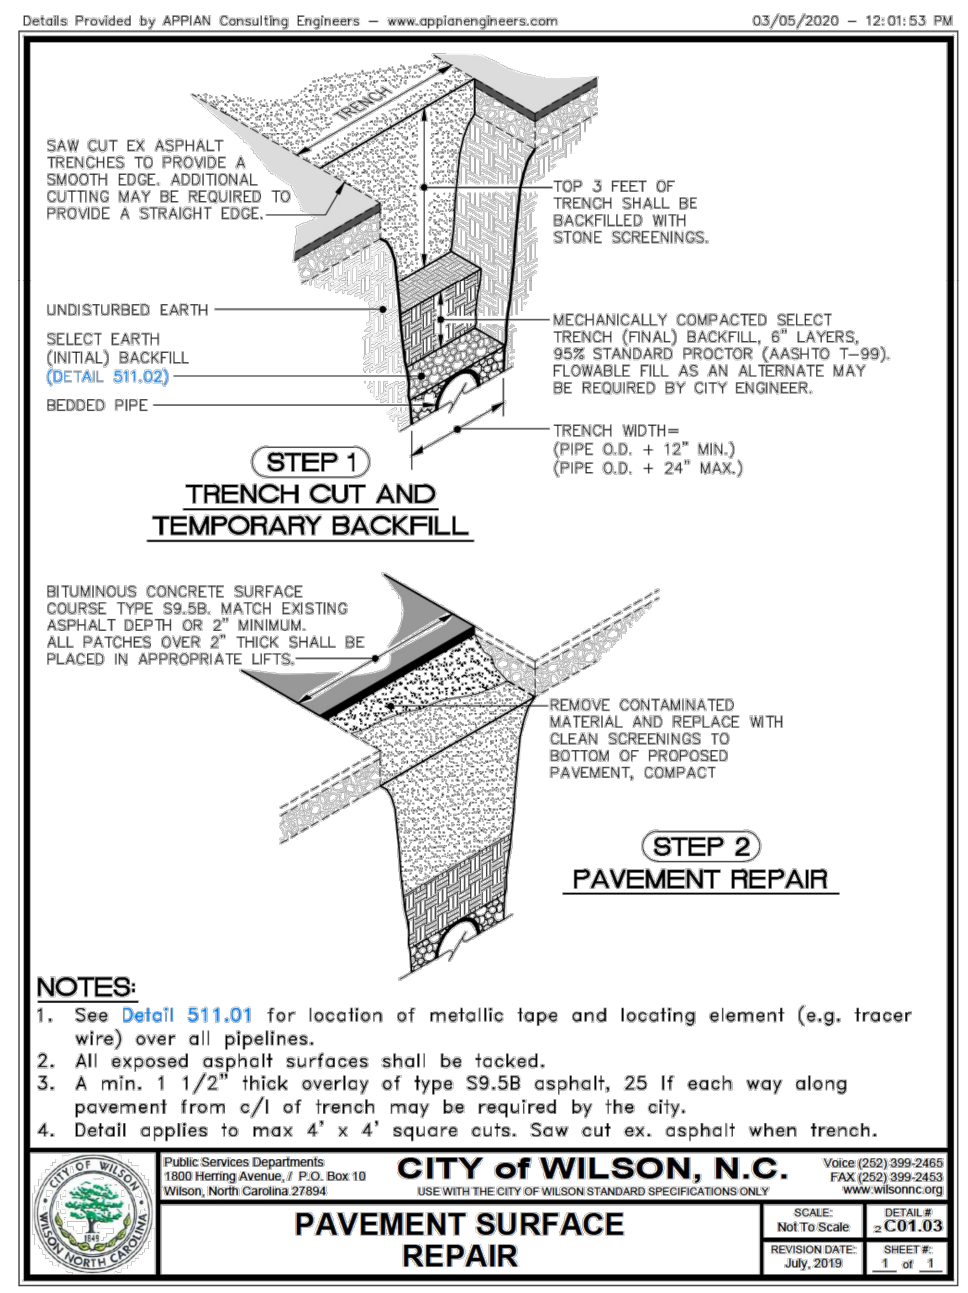 Details Provided by APPIAN Consulting Engineers – www.appianengineers.com
03/05/2020 – 12:01:53 PM
TRENCH
SAW CUT EX ASPHALT
TRENCHES TO PROVIDE A
SMOOTH EDGE. ADDITIONAL
CUTTING MAY BE REQUIRED TO
PROVIDE A STRAIGHT EDGE.
TOP 3 FEET OF
TRENCH SHALL BE
BACKFILLED WITH
STONE SCREENINGS.
UNDISTURBED EARTH
SELECT EARTH
(INITIAL) BACKFILL
(DETAIL 511.02)
BEDDED PIPE
MECHANICALLY COMPACTED SELECT
TRENCH (FINAL) BACKFILL, 6" LAYERS,
95% STANDARD PROCTOR (AASHTO T–99).
FLOWABLE FILL AS AN ALTERNATE MAY
BE REQUIRED BY CITY ENGINEER.
TRENCH WIDTH=
(PIPE O.D. + 12" MIN.)
(PIPE O.D. + 24" MAX.)
STEP 1
TRENCH CUT AND
TEMPORARY BACKFILL
BITUMINOUS CONCRETE SURFACE
COURSE TYPE S9.5B. MATCH EXISTING
ASPHALT DEPTH OR 2" MINIMUM.
ALL PATCHES OVER 2" THICK SHALL BE
PLACED IN APPROPRIATE LIFTS.
REMOVE CONTAMINATED
MATERIAL AND REPLACE WITH
CLEAN SCREENINGS TO
BOTTOM OF PROPOSED
PAVEMENT, COMPACT
STEP 2
PAVEMENT REPAIR
NOTES:
1. See Detail 511.01 for location of metallic tape and locating element (e.g. tracer
wire) over all pipelines.
2. All exposed asphalt surfaces shall be tacked.
3. A min. 1 1/2" thick overlay of type S9.5B asphalt, 25 lf each way along
pavement from c/l of trench may be required by the city.
4. Detail applies to max 4' x 4' square cuts. Saw cut ex. asphalt when trench.
CITY OF WILSON
1849
WILSON NORTH CAROLINA
Public Services Departments
1800 Herring Avenue, / P.O. Box 10
Wilson, North Carolina 27894
CITY of WILSON, N.C.
USE WITH THE CITY OF WILSON STANDARD SPECIFICATIONS ONLY
Voice (252) 399-2465
FAX (252) 399-2453
www.wilsonnc.org
PAVEMENT SURFACE
REPAIR
SCALE:
Not To Scale
DETAIL #:
2 C01.03
REVISION DATE:
July, 2019
SHEET #:
1 of 1